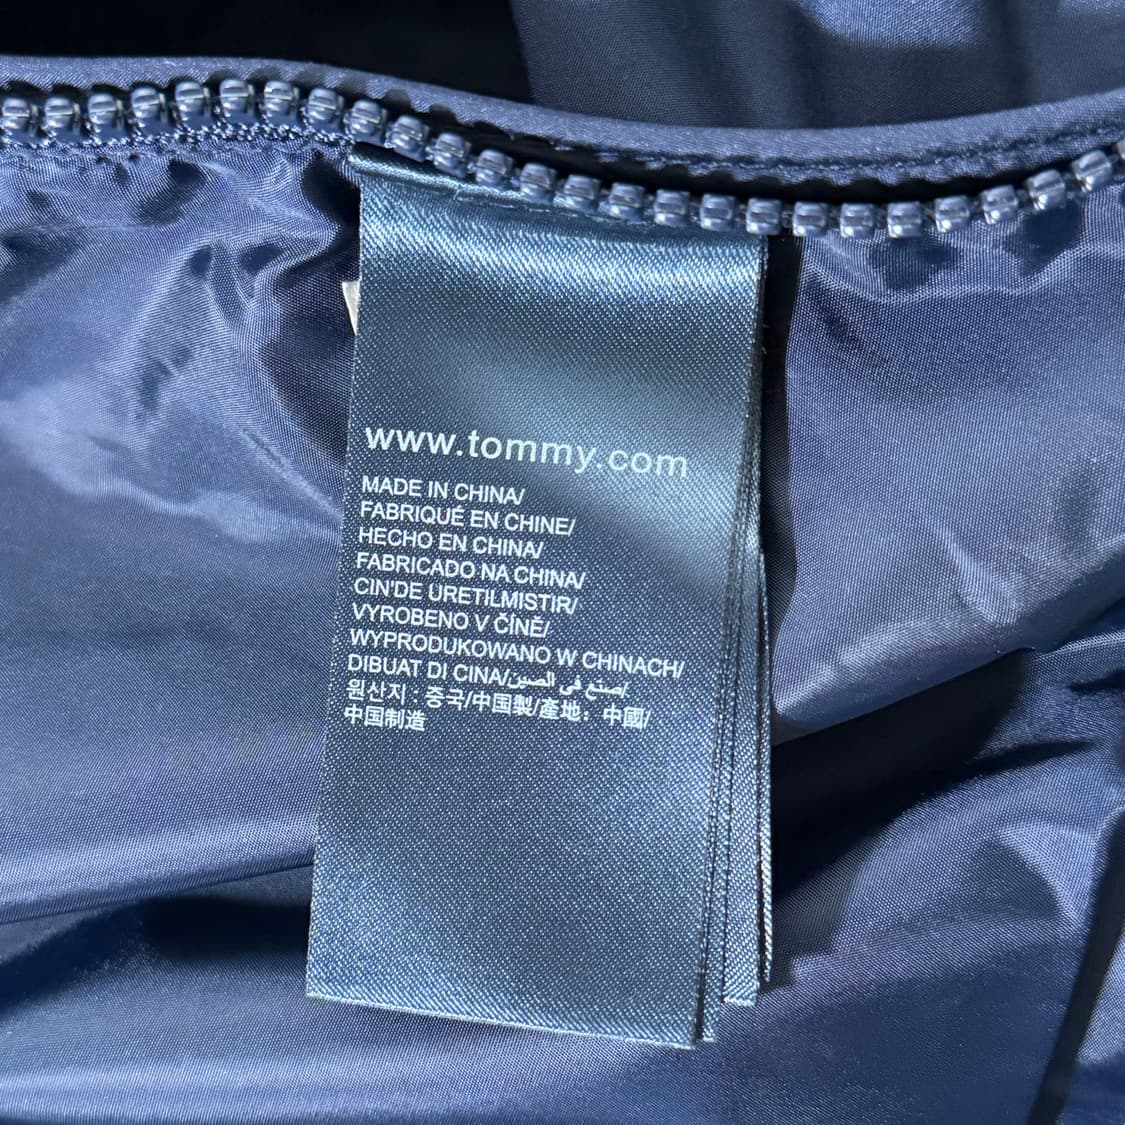 www.tommy.com
MADE IN CHINA/
FABRIQUÉ EN CHINE/
HECHO EN CHINA/
FABRICADO NA CHINA/
CIN'DE URETILMISTIR/
VYROBENO V ČÍNĚ/
WYPRODUKOWANO W CHINACH/
DIBUAT DI CINA/صنع في الصين/
원산지 : 중국/中国製/產地：中國/
中国制造